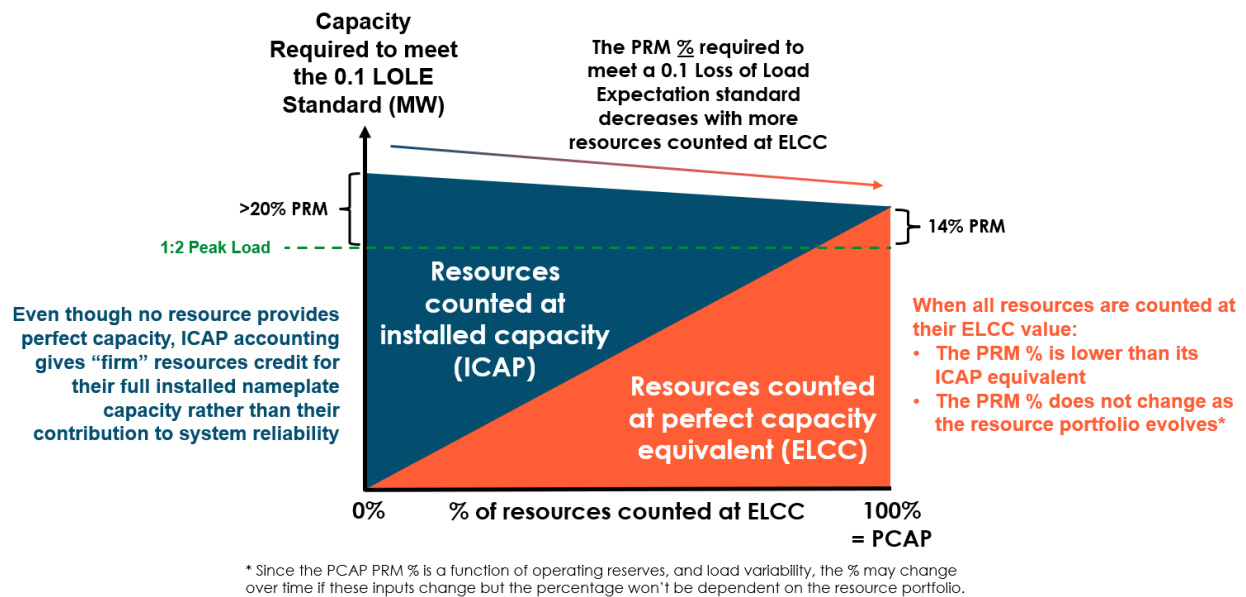 Capacity
Required to meet
the 0.1 LOLE
Standard (MW)
The PRM % required to
meet a 0.1 Loss of Load
Expectation standard
decreases with more
resources counted at ELCC
>20% PRM
14% PRM
1:2 Peak Load
Even though no resource provides
perfect capacity, ICAP accounting
gives “firm” resources credit for
their full installed nameplate
capacity rather than their
contribution to system reliability
Resources
counted at
installed capacity
(ICAP)
Resources counted
at perfect capacity
equivalent (ELCC)
When all resources are counted at
their ELCC value:
• The PRM % is lower than its
ICAP equivalent
• The PRM % does not change as
the resource portfolio evolves*
0%
% of resources counted at ELCC
100%
= PCAP
* Since the PCAP PRM % is a function of operating reserves, and load variability, the % may change
over time if these inputs change but the percentage won’t be dependent on the resource portfolio.